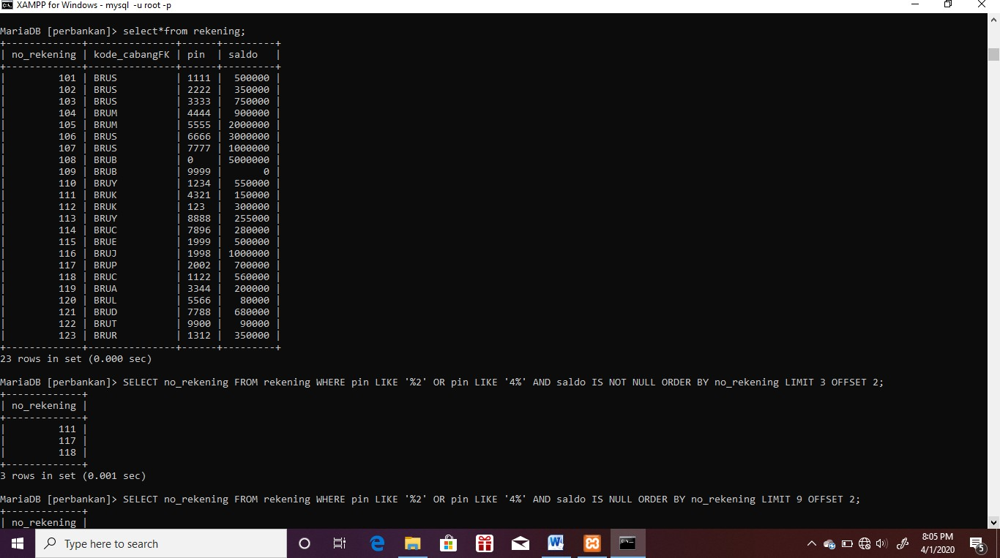 XAMPP for Windows - mysql -u root -p
MariaDB [perbankan]> select*from rekening;
+-------------+---------------+------+---------+
| no_rekening | kode_cabangFK | pin  | saldo   |
+-------------+---------------+------+---------+
|         101 | BRUS          | 1111 |  500000 |
|         102 | BRUS          | 2222 |  350000 |
|         103 | BRUS          | 3333 |  750000 |
|         104 | BRUM          | 4444 |  900000 |
|         105 | BRUM          | 5555 | 2000000 |
|         106 | BRUS          | 6666 | 3000000 |
|         107 | BRUS          | 7777 | 1000000 |
|         108 | BRUB          | 0    | 5000000 |
|         109 | BRUB          | 9999 |       0 |
|         110 | BRUY          | 1234 |  550000 |
|         111 | BRUK          | 4321 |  150000 |
|         112 | BRUK          | 123  |  300000 |
|         113 | BRUY          | 8888 |  255000 |
|         114 | BRUC          | 7896 |  280000 |
|         115 | BRUE          | 1999 |  500000 |
|         116 | BRUJ          | 1998 | 1000000 |
|         117 | BRUP          | 2002 |  700000 |
|         118 | BRUC          | 1122 |  560000 |
|         119 | BRUA          | 3344 |  200000 |
|         120 | BRUL          | 5566 |   80000 |
|         121 | BRUD          | 7788 |  680000 |
|         122 | BRUT          | 9900 |   90000 |
|         123 | BRUR          | 1312 |  350000 |
+-------------+---------------+------+---------+
23 rows in set (0.000 sec)
MariaDB [perbankan]> SELECT no_rekening FROM rekening WHERE pin LIKE '%2' OR pin LIKE '4%' AND saldo IS NOT NULL ORDER BY no_rekening LIMIT 3 OFFSET 2;
+-------------+
| no_rekening |
+-------------+
|         111 |
|         117 |
|         118 |
+-------------+
3 rows in set (0.001 sec)
MariaDB [perbankan]> SELECT no_rekening FROM rekening WHERE pin LIKE '%2' OR pin LIKE '4%' AND saldo IS NULL ORDER BY no_rekening LIMIT 9 OFFSET 2;
+-------------+
| no_rekening |
Type here to search
8:05 PM
4/1/2020
5